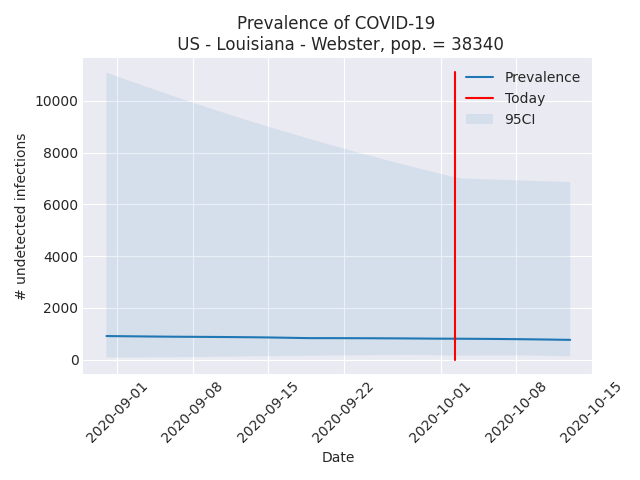 Prevalence of COVID-19
US - Louisiana - Webster, pop. = 38340
Prevalence
Today
95CI
# undetected infections
10000
8000
6000
4000
2000
0
2020-09-01
2020-09-08
2020-09-15
2020-09-22
2020-10-01
2020-10-08
2020-10-15
Date